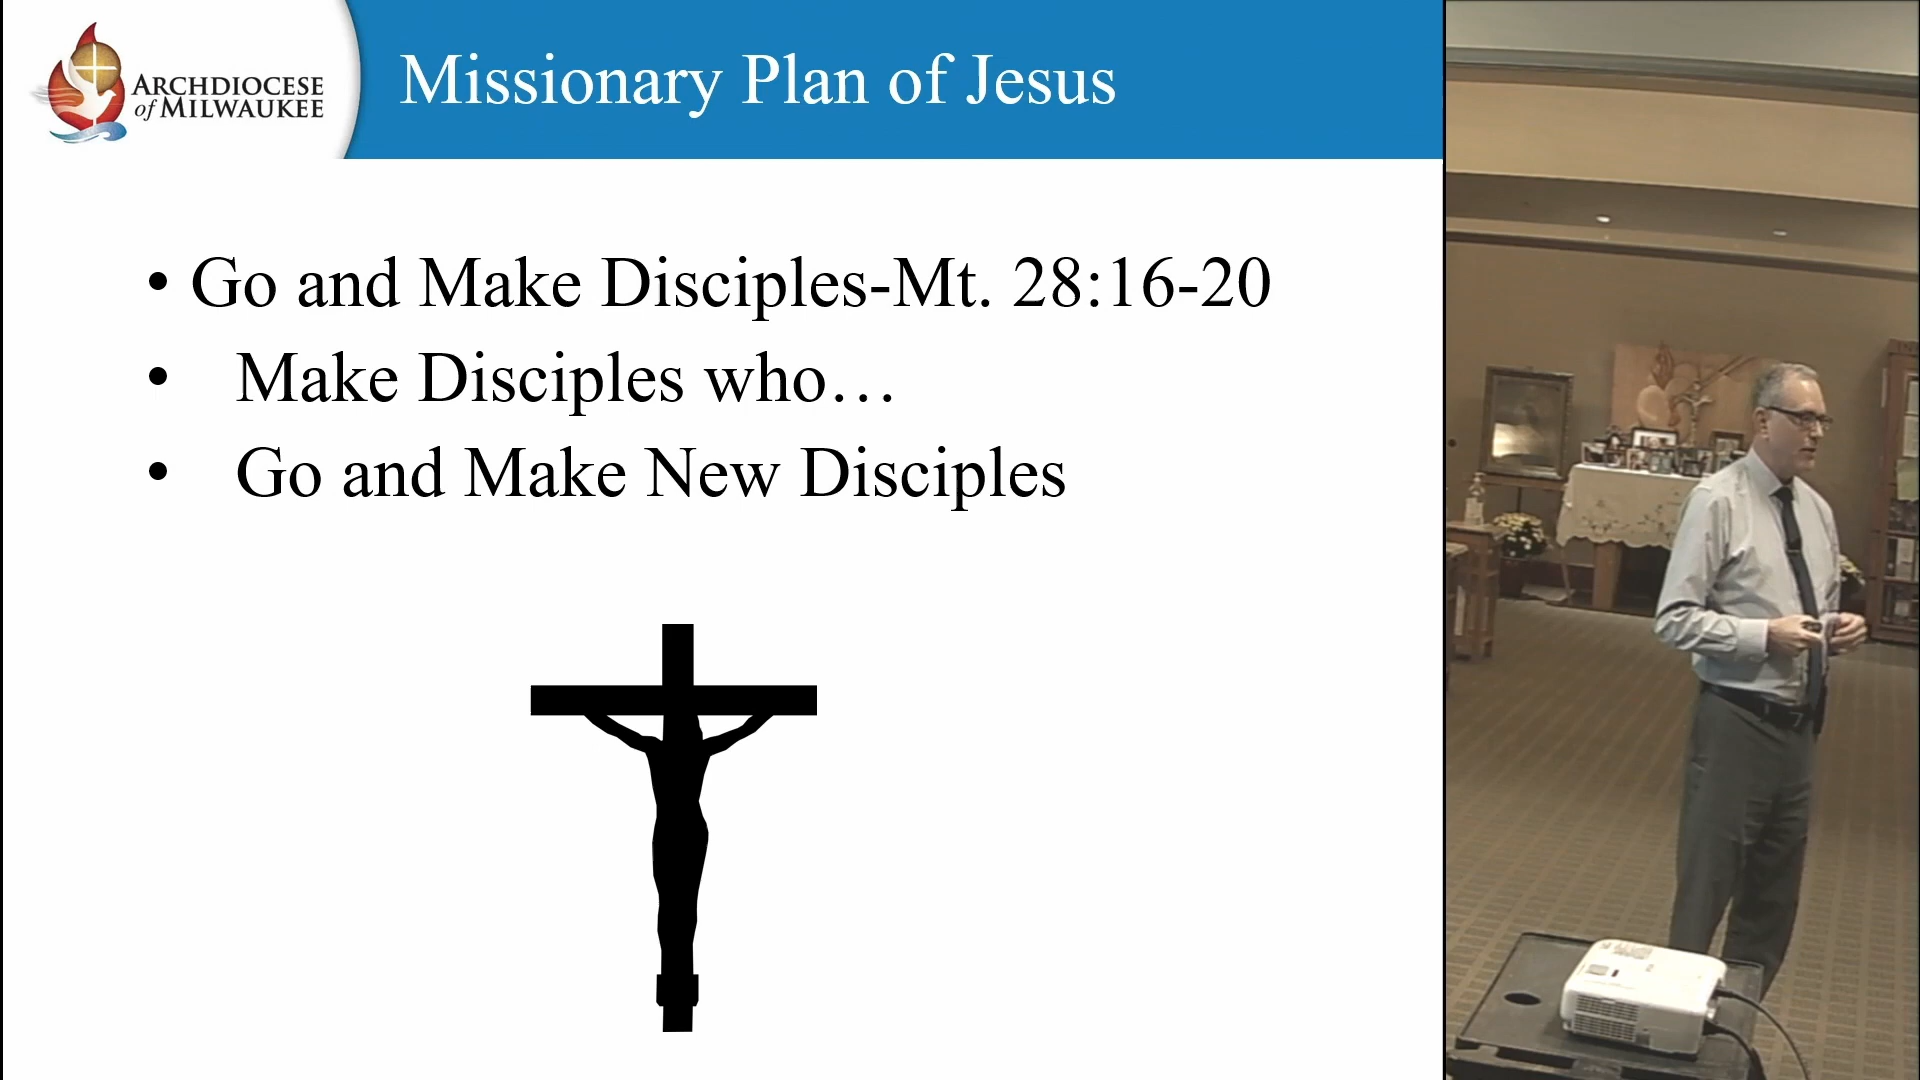 ARCHDIOCESE
of MILWAUKEE
Missionary Plan of Jesus
• Go and Make Disciples-Mt. 28:16-20
• Make Disciples who…
• Go and Make New Disciples